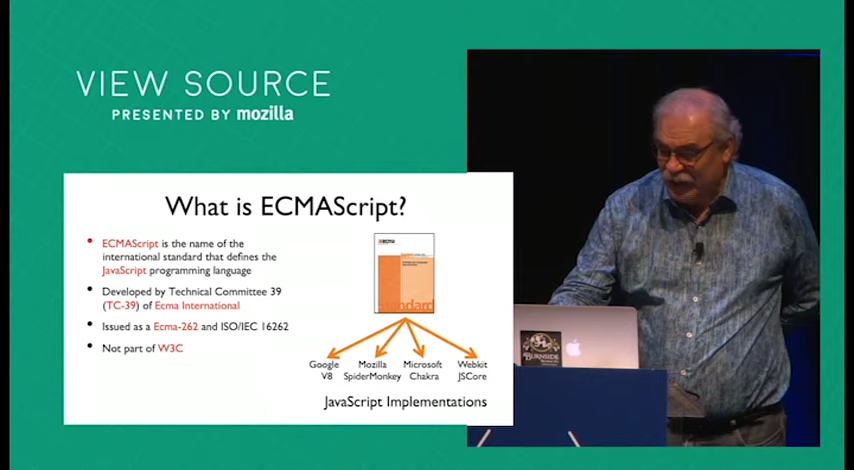 VIEW SOURCE
PRESENTED BY mozilla
What is ECMAScript?
ECMAScript is the name of the
international standard that defines the
JavaScript programming language
Developed by Technical Committee 39
(TC-39) of Ecma International
Issued as a Ecma-262 and ISO/IEC 16262
Not part of W3C
ecma
standard
Google
V8
Mozilla
SpiderMonkey
Microsoft
Chakra
Webkit
JSCore
JavaScript Implementations
BURNSIDE